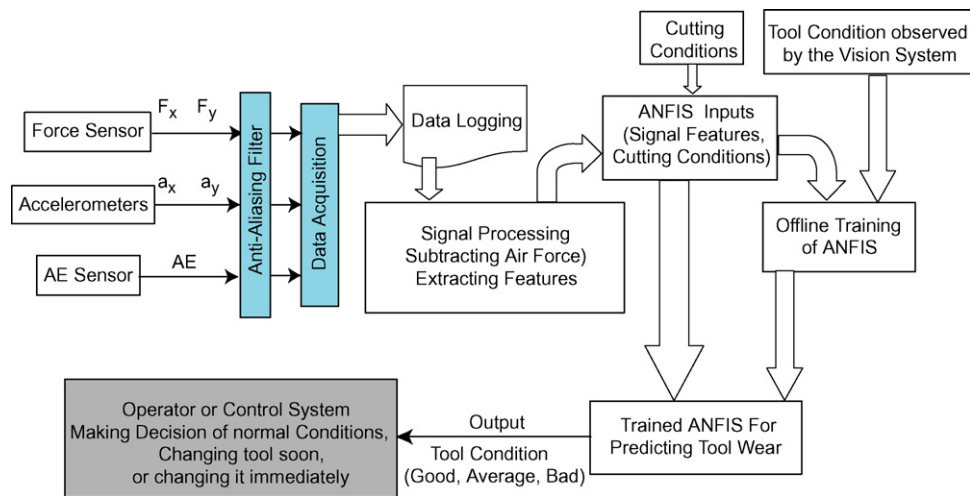 Cutting
Conditions
Tool Condition observed
by the Vision System
Force Sensor
Fx Fy
Accelerometers
ax ay
AE Sensor
AE
Anti-Aliasing Filter
Data Acquisition
Data Logging
Signal Processing
Subtracting Air Force)
Extracting Features
ANFIS Inputs
(Signal Features,
Cutting Conditions)
Offline Training
of ANFIS
Trained ANFIS For
Predicting Tool Wear
Output
Tool Condition
(Good, Average, Bad)
Operator or Control System
Making Decision of normal Conditions,
Changing tool soon,
or changing it immediately